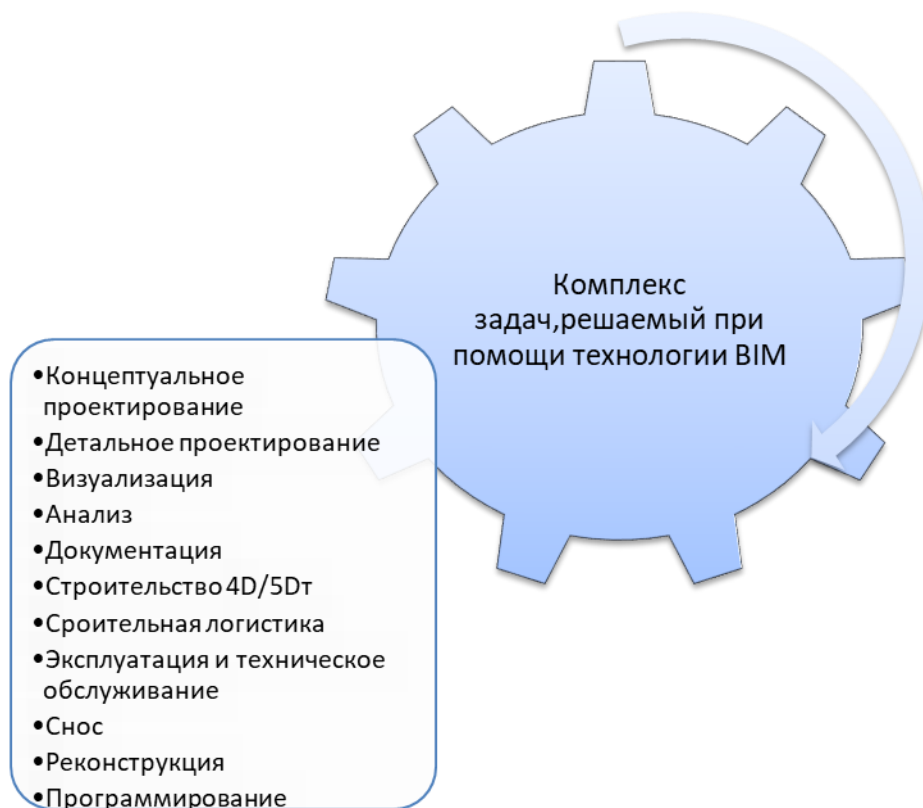 Комплекс
задач,решаемый при
помощи технологии BIM
•Концептуальное
проектирование
•Детальное проектирование
•Визуализация
•Анализ
•Документация
•Строительство 4D/5Dт
•Сроительная логистика
•Эксплуатация и техническое
обслуживание
•Снос
•Реконструкция
•Программирование